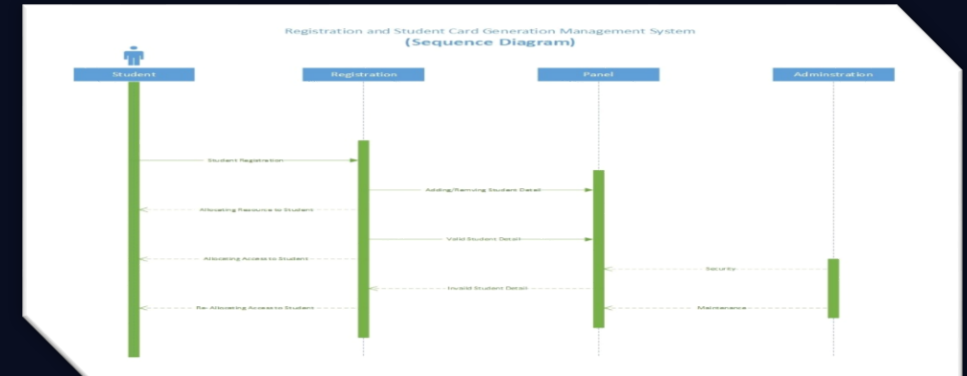 Registration and Student Card Generation Management System
(Sequence Diagram)
Student
Registration
Panel
Adminstration
Student Registration
Adding/Remving Student Detail
Allocating Resource to Student
Valid Student Detail
Allocating Access to Student
Security
Invalid Student Detail
Re-Allocating Access to Student
Maintenance